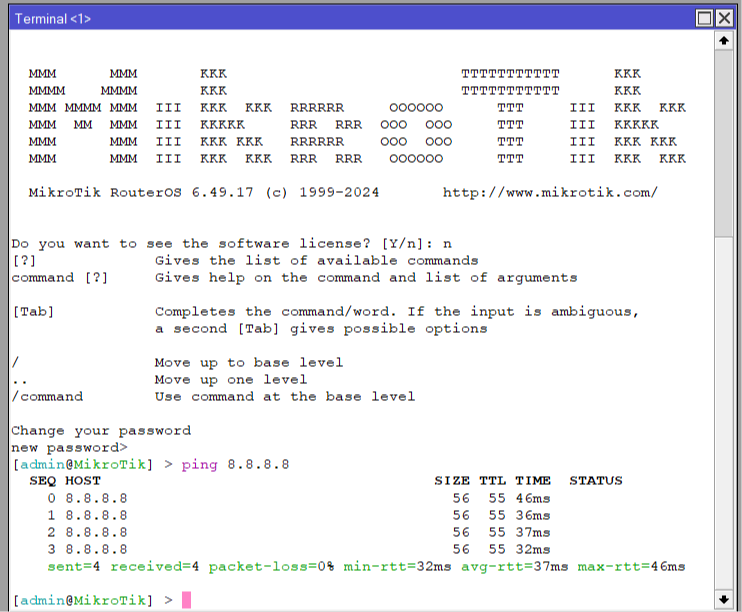 Terminal <1>
MMM      MMM       KKK                          TTTTTTTTTTT      KKK
MMMM    MMMM       KKK                          TTTTTTTTTTT      KKK
MMM MMMM MMM  III  KKK  KKK  RRRRRR     OOOOOO      TTT     III  KKK  KKK
MMM  MM  MMM  III  KKKKK     RRR  RRR  OOO  OOO     TTT     III  KKKKK
MMM      MMM  III  KKK KKK   RRRRRR    OOO  OOO     TTT     III  KKK KKK
MMM      MMM  III  KKK  KKK  RRR  RRR   OOOOOO      TTT     III  KKK  KKK
MikroTik RouterOS 6.49.17 (c) 1999-2024       http://www.mikrotik.com/
Do you want to see the software license? [Y/n]: n
[?]             Gives the list of available commands
command [?]     Gives help on the command and list of arguments
[Tab]           Completes the command/word. If the input is ambiguous,
a second [Tab] gives possible options
/               Move up to base level
..              Move up one level
/command        Use command at the base level
Change your password
new password>
[admin@MikroTik] > ping 8.8.8.8
SEQ HOST                                     SIZE TTL TIME  STATUS
0 8.8.8.8                                    56  55 46ms
1 8.8.8.8                                    56  55 36ms
2 8.8.8.8                                    56  55 37ms
3 8.8.8.8                                    56  55 32ms
sent=4 received=4 packet-loss=0% min-rtt=32ms avg-rtt=37ms max-rtt=46ms
[admin@MikroTik] >